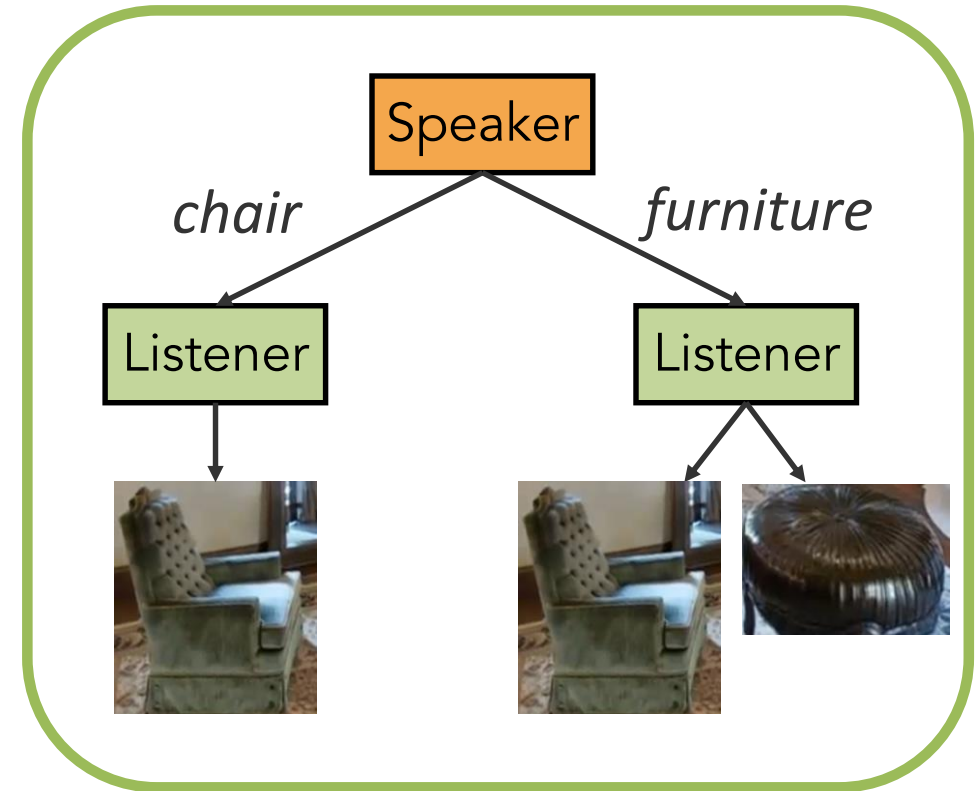 Speaker
chair
furniture
Listener
Listener